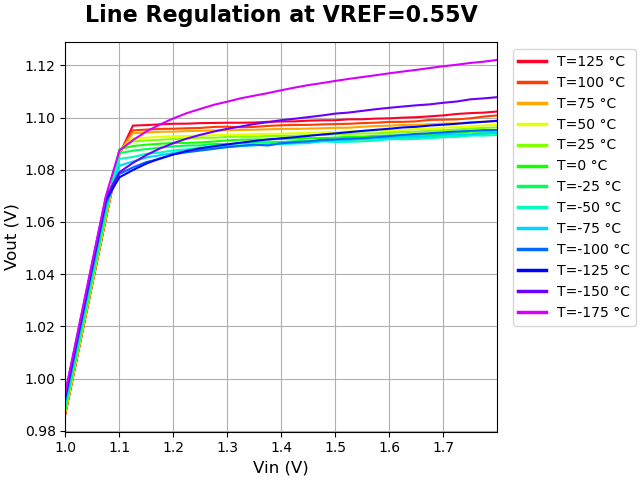 Line Regulation at VREF=0.55V
Vout (V)
1.12
1.10
1.08
1.06
1.04
1.02
1.00
0.98
1.0 1.1 1.2 1.3 1.4 1.5 1.6 1.7
Vin (V)
T=125 °C
T=100 °C
T=75 °C
T=50 °C
T=25 °C
T=0 °C
T=-25 °C
T=-50 °C
T=-75 °C
T=-100 °C
T=-125 °C
T=-150 °C
T=-175 °C